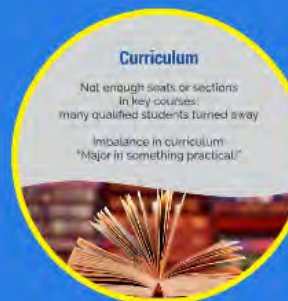 Curriculum
Not enough seats or sections
in key courses:
many qualified students turned away
Imbalance in curriculum
"Major in something practical!"